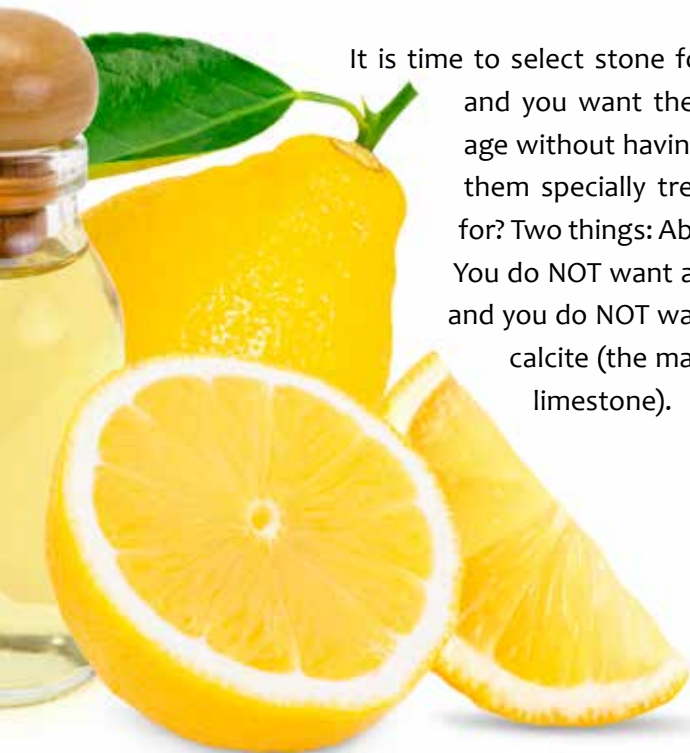 It is time to select stone fo
and you want the
age without havin
them specially tre
for? Two things: Ab
You do NOT want a
and you do NOT wa
calcite (the ma
limestone).